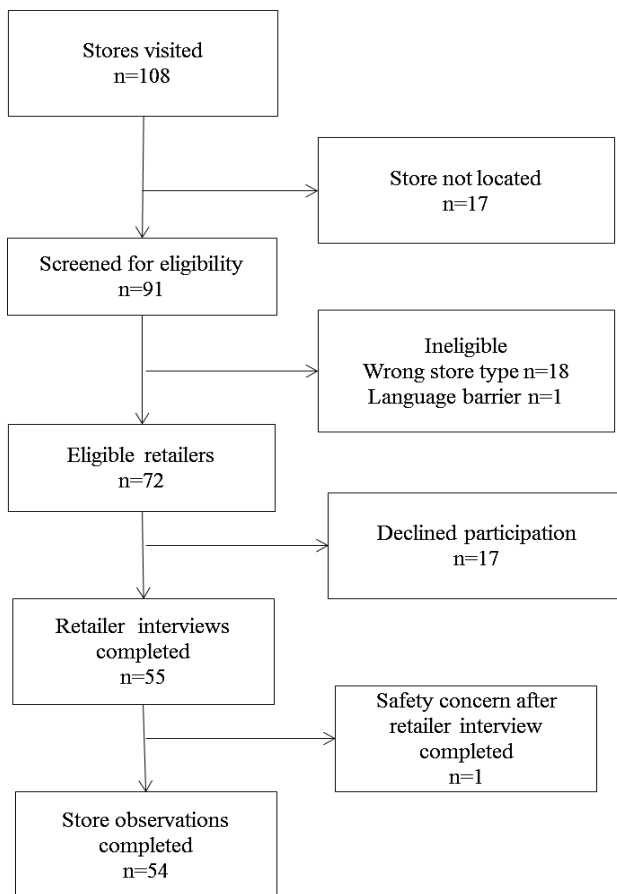 Stores visited
n=108
Store not located
n=17
Screened for eligibility
n=91
Ineligible
Wrong store type n=18
Language barrier n=1
Eligible retailers
n=72
Declined participation
n=17
Retailer interviews
completed
n=55
Safety concern after
retailer interview
completed
n=1
Store observations
completed
n=54